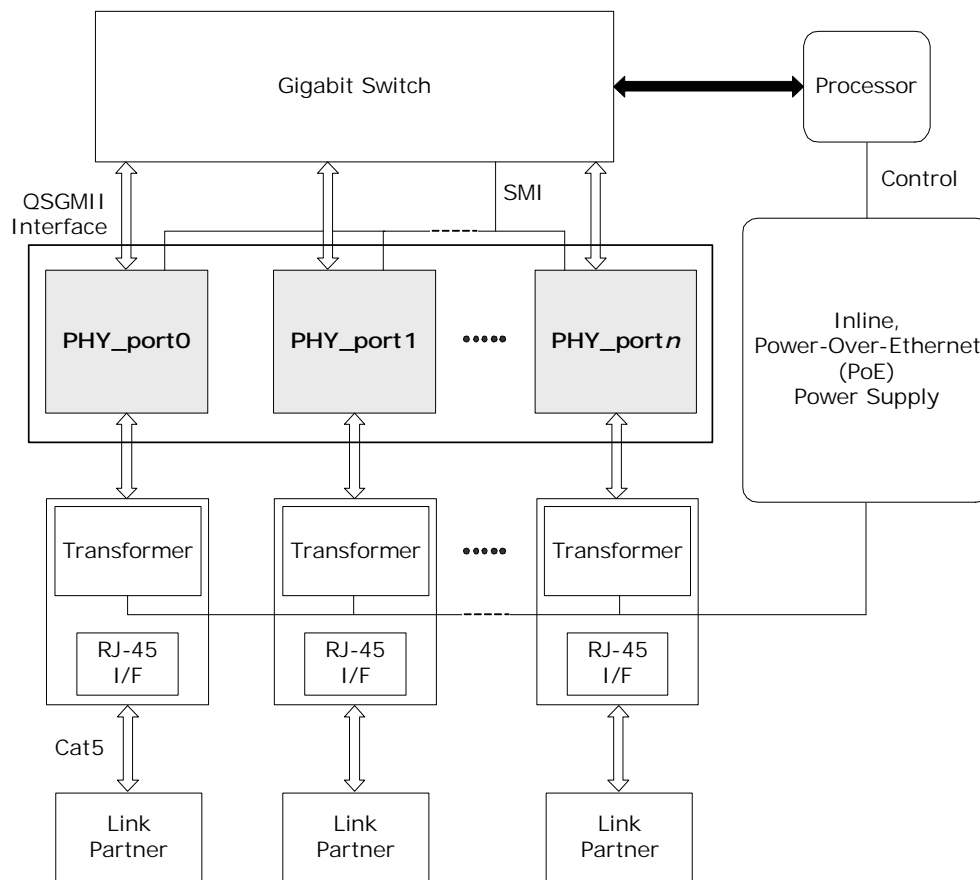 Gigabit Switch
Processor
QSGMII
Interface
SMI
Control
PHY_port0
PHY_port1
PHY_portn
Inline,
Power-Over-Ethernet
(PoE)
Power Supply
Transformer
Transformer
Transformer
RJ-45
I/F
RJ-45
I/F
RJ-45
I/F
Cat5
Link
Partner
Link
Partner
Link
Partner